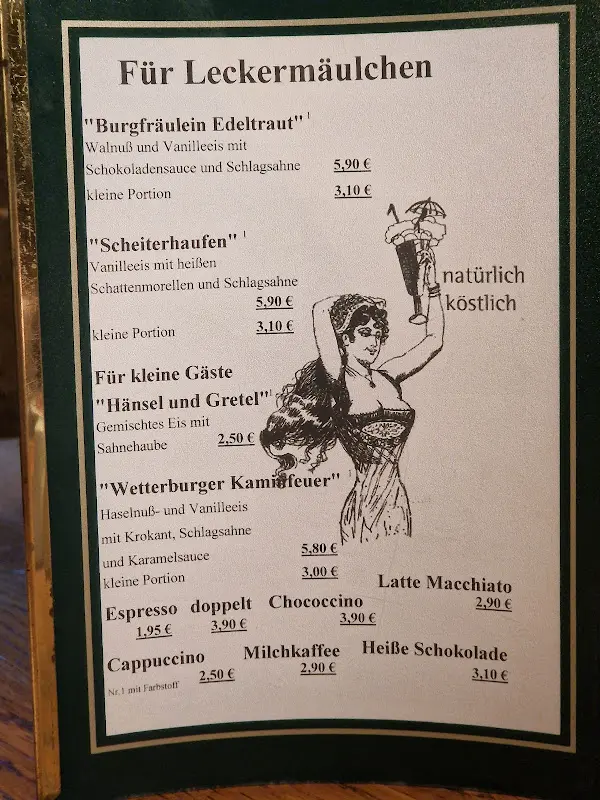 Für Leckermäulchen
"Burgfräulein Edeltraut" 1
Walnuß und Vanilleeis mit
Schokoladensauce und Schlagsahne 5,90 €
kleine Portion 3,10 €
"Scheiterhaufen" 1
Vanilleeis mit heißen
Schattenmorellen und Schlagsahne
5,90 €
kleine Portion 3,10 €
natürlich
köstlich
Für kleine Gäste
"Hänsel und Gretel" 1
Gemischtes Eis mit
Sahnehaube 2,50 €
"Wetterburger Kaminfeuer" 1
Haselnuß- und Vanilleeis
mit Krokant, Schlagsahne
und Karamelsauce 5,80 €
kleine Portion 3,00 €
Espresso doppelt Chococcino Latte Macchiato
1,95 € 3,90 € 3,90 € 2,90 €
Cappuccino Milchkaffee Heiße Schokolade
2,50 € 2,90 € 3,10 €
Nr.1 mit Farbstoff